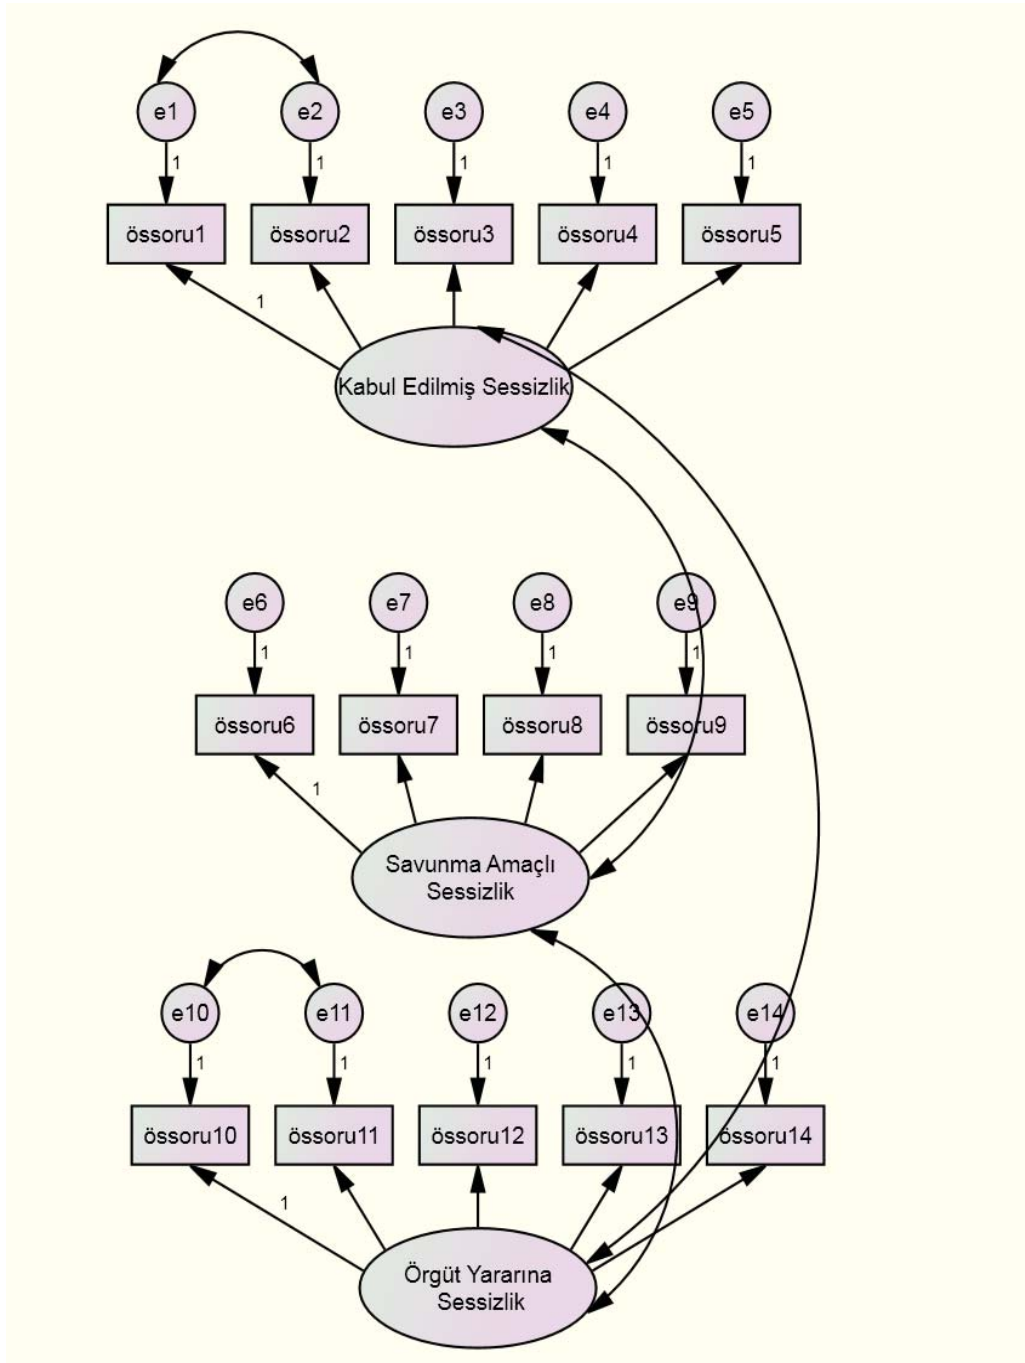 e1 e2 e3 e4 e5
1 1 1 1 1
össoru1 össoru2 össoru3 össoru4 össoru5
1
Kabul Edilmiş Sessizlik
e6 e7 e8 e9
1 1 1 1
össoru6 össoru7 össoru8 össoru9
1
Savunma Amaçlı
Sessizlik
e10 e11 e12 e13 e14
1 1 1 1 1
össoru10 össoru11 össoru12 össoru13 össoru14
1
Örgüt Yararına
Sessizlik